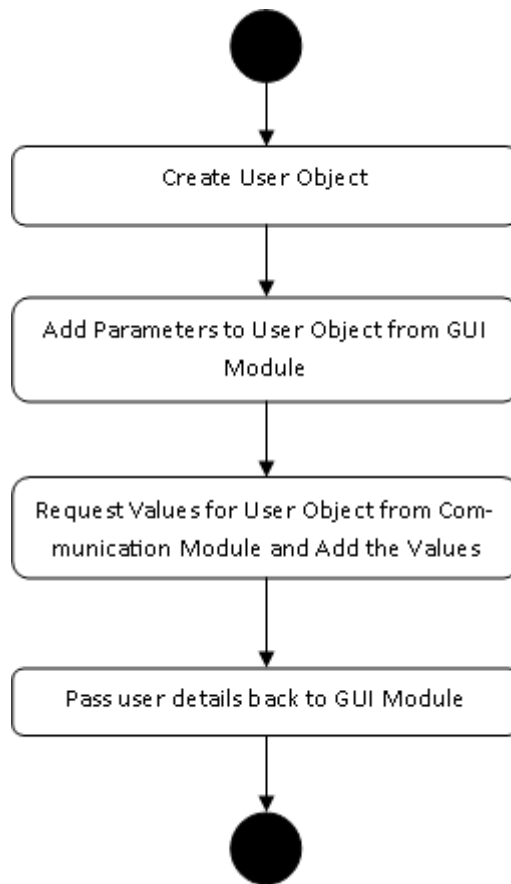 Create User Object
Add Parameters to User Object from GUI
Module
Request Values for User Object from Com-
munication Module and Add the Values
Pass user details back to GUI Module